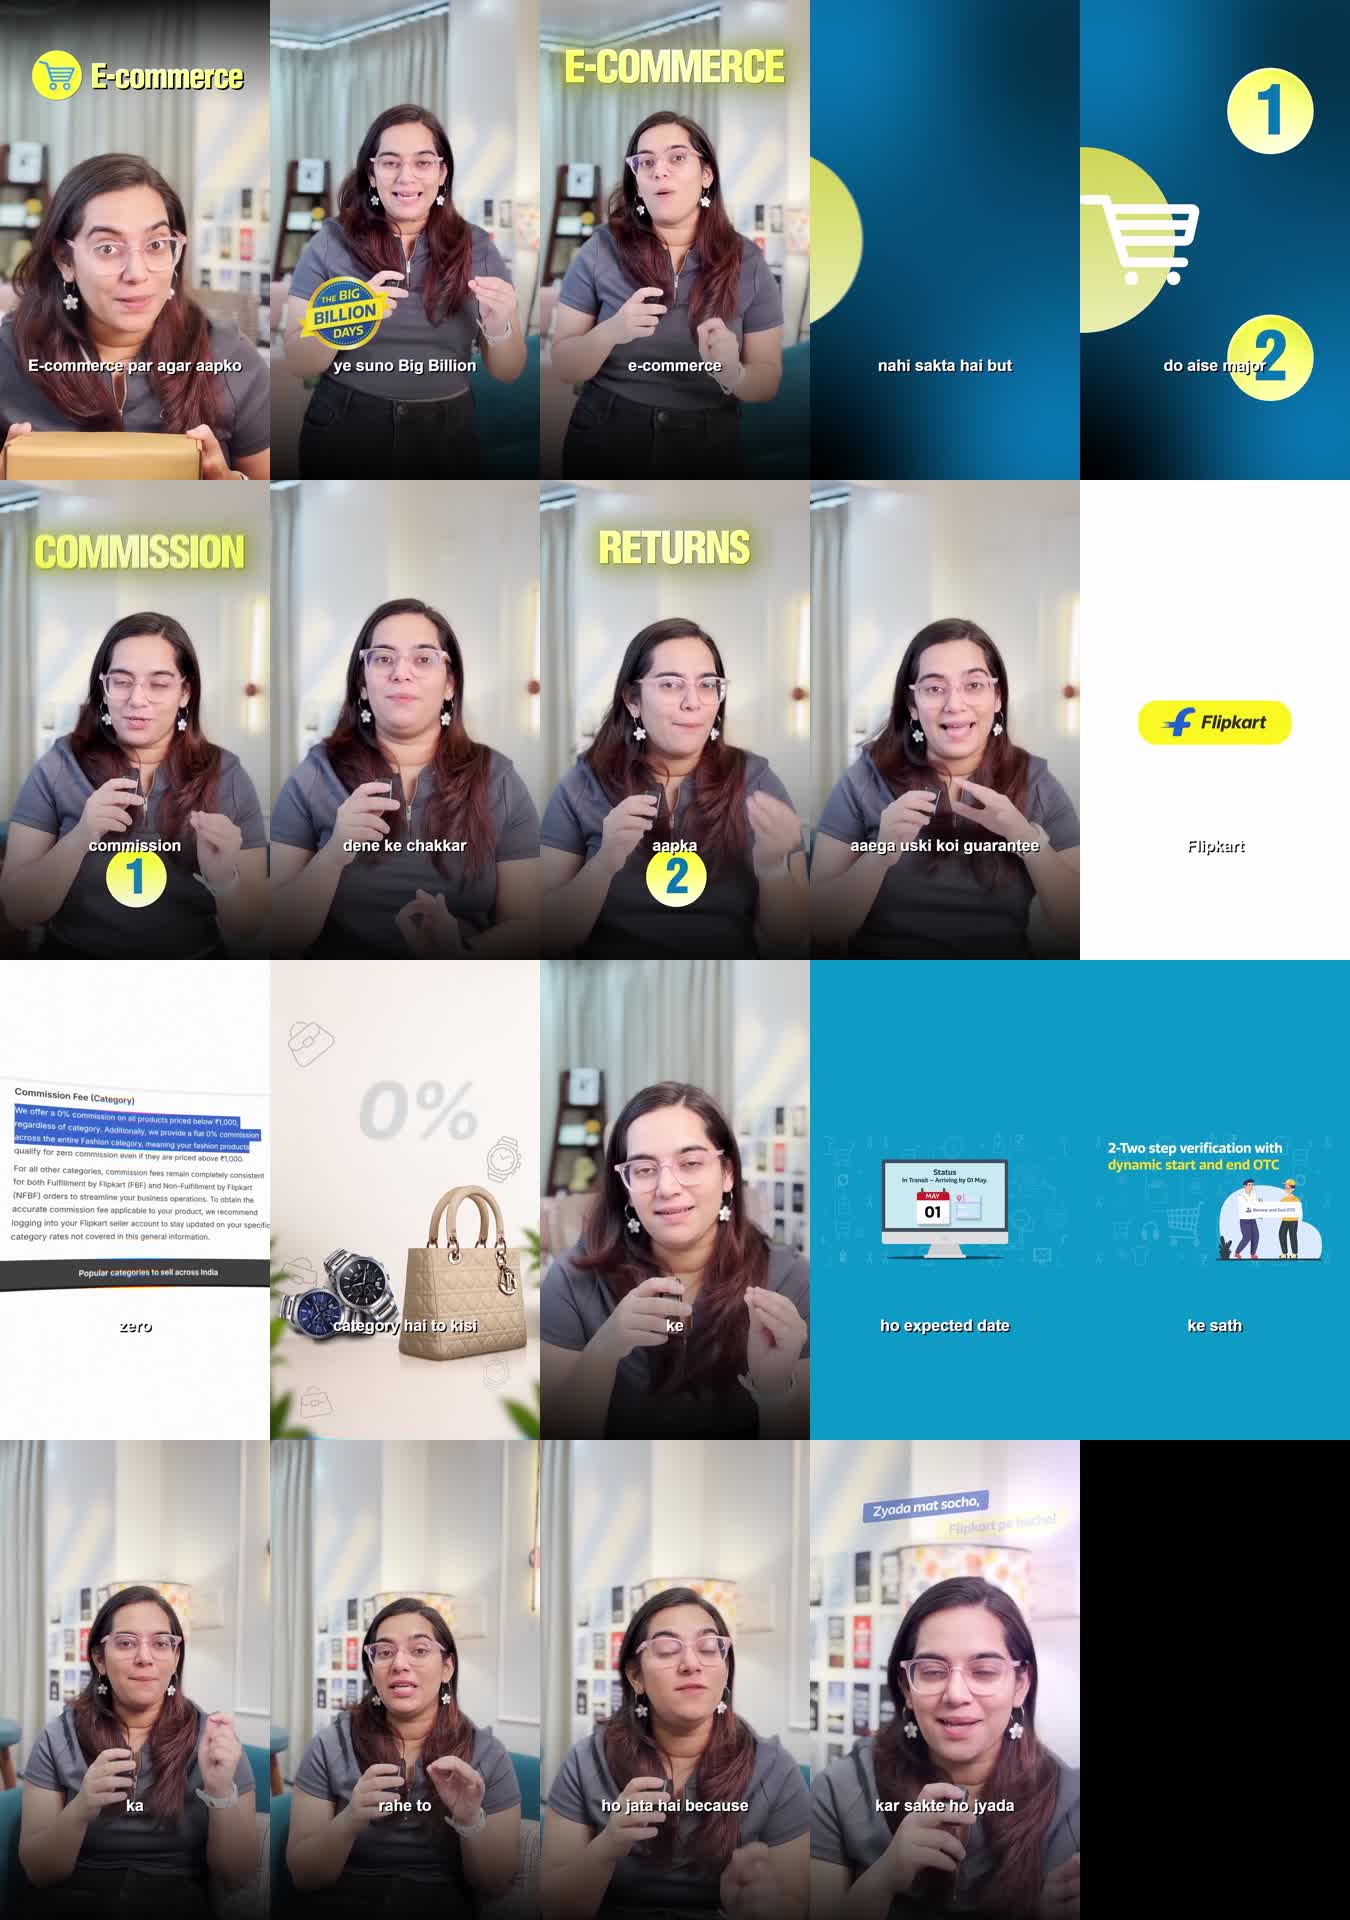 E-commerce
E-commerce par agar aapko
THE BIG
BILLION
DAYS
ye suno Big Billion
E-COMMERCE
e-commerce
nahi sakta hai but
1
2
do aise major
COMMISSION
commission
1
dene ke chakkar
RETURNS
aapka
2
aaega uski koi guarantee
Flipkart
Flipkart
Commission Fee (Category)
We offer a 0% commission on all products priced below ₹1,000,
regardless of category. Additionally, we provide a flat 0% commission
across the entire Fashion category, meaning your fashion products
qualify for zero commission even if they are priced above ₹1,000.
For all other categories, commission fees remain completely consistent
for both Fulfillment by Flipkart (FBF) and Non-Fulfillment by Flipkart
(NFBF) orders to streamline your business operations. To obtain the
accurate commission fee applicable to your product, we recommend
logging into your Flipkart seller account to stay updated on your specific
category rates not covered in this general information.
Popular categories to sell across India
zero
0%
category hai to kisi
ke
Status
In Transit – Arriving by 01 May.
MAY
01
ho expected date
2-Two step verification with
dynamic start and end OTC
ke sath
ka
rahe to
ho jata hai because
Zyada mat socho,
Flipkart pe hecho!
kar sakte ho jyada